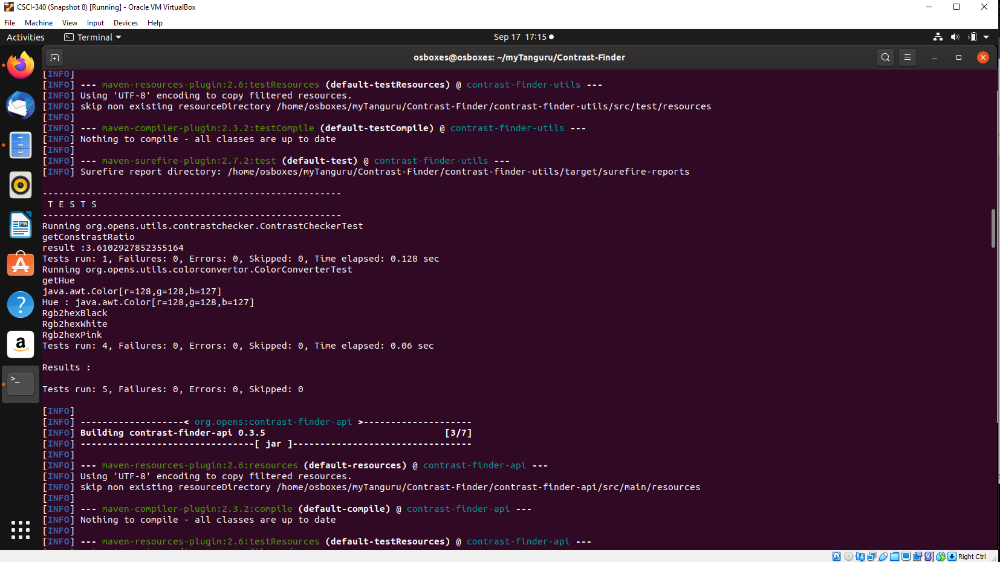 CSCI-340 (Snapshot 8) [Running] - Oracle VM VirtualBox
File Machine View Input Devices Help
Activities Terminal Sep 17 17:15
osboxes@osboxes: ~/myTanguru/Contrast-Finder
[INFO]
[INFO] --- maven-resources-plugin:2.6:testResources (default-testResources) @ contrast-finder-utils ---
[INFO] Using 'UTF-8' encoding to copy filtered resources.
[INFO] skip non existing resourceDirectory /home/osboxes/myTanguru/Contrast-Finder/contrast-finder-utils/src/test/resources
[INFO]
[INFO] --- maven-compiler-plugin:2.3.2:testCompile (default-testCompile) @ contrast-finder-utils ---
[INFO] Nothing to compile - all classes are up to date
[INFO]
[INFO] --- maven-surefire-plugin:2.7.2:test (default-test) @ contrast-finder-utils ---
[INFO] Surefire report directory: /home/osboxes/myTanguru/Contrast-Finder/contrast-finder-utils/target/surefire-reports
-------------------------------------------------------
T E S T S
-------------------------------------------------------
Running org.opens.utils.contrastchecker.ContrastCheckerTest
getConstrastRatio
result :3.6102927852355164
Tests run: 1, Failures: 0, Errors: 0, Skipped: 0, Time elapsed: 0.128 sec
Running org.opens.utils.colorconvertor.ColorConverterTest
getHue
java.awt.Color[r=128,g=128,b=127]
Hue : java.awt.Color[r=128,g=128,b=127]
Rgb2hexBlack
Rgb2hexWhite
Rgb2hexPink
Tests run: 4, Failures: 0, Errors: 0, Skipped: 0, Time elapsed: 0.06 sec
Results :
Tests run: 5, Failures: 0, Errors: 0, Skipped: 0
[INFO]
[INFO] -------------------< org.opens:contrast-finder-api >--------------------
[INFO] Building contrast-finder-api 0.3.5 [3/7]
[INFO] --------------------------------[ jar ]---------------------------------
[INFO]
[INFO] --- maven-resources-plugin:2.6:resources (default-resources) @ contrast-finder-api ---
[INFO] Using 'UTF-8' encoding to copy filtered resources.
[INFO] skip non existing resourceDirectory /home/osboxes/myTanguru/Contrast-Finder/contrast-finder-api/src/main/resources
[INFO]
[INFO] --- maven-compiler-plugin:2.3.2:compile (default-compile) @ contrast-finder-api ---
[INFO] Nothing to compile - all classes are up to date
[INFO]
[INFO] --- maven-resources-plugin:2.6:testResources (default-testResources) @ contrast-finder-api ---
Right Ctrl